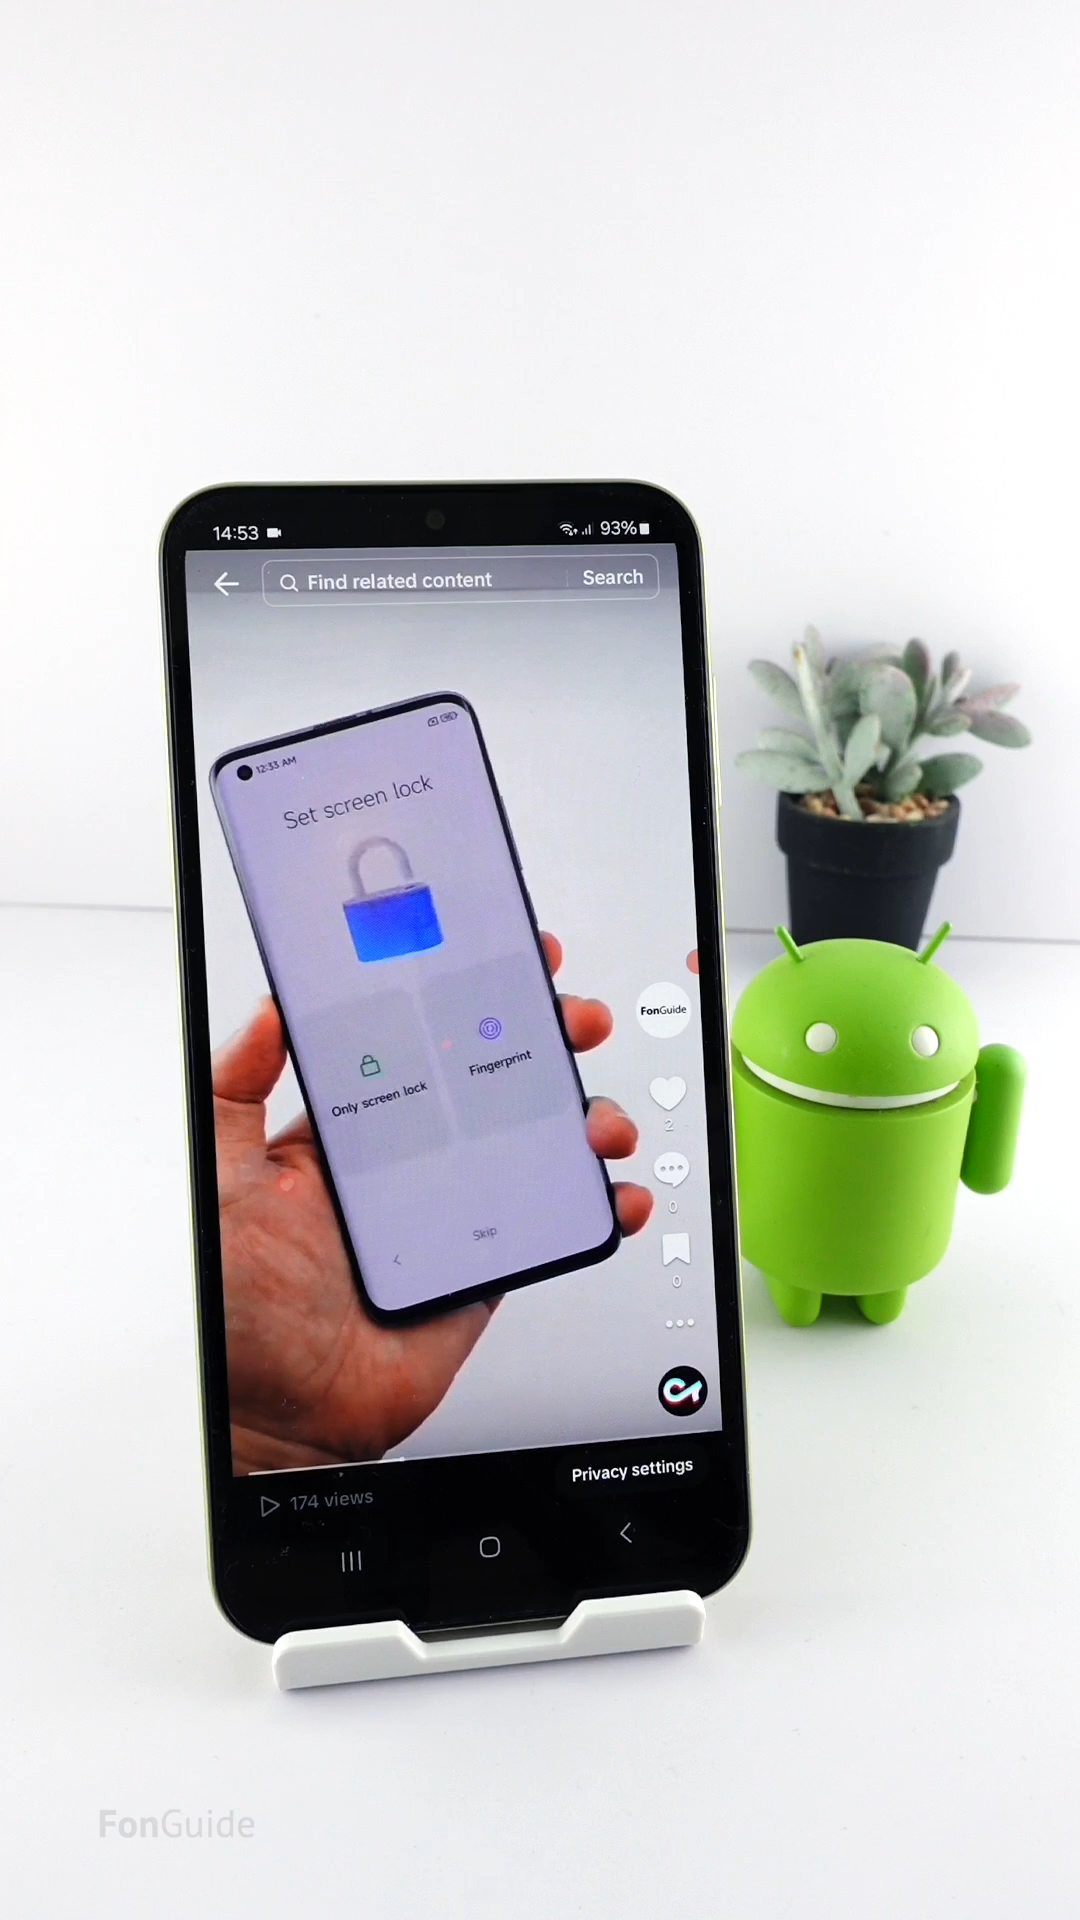 14:53
93%
Find related content
Search
12:33 AM
Set screen lock
Only screen lock
Fingerprint
Skip
FonGuide
2
0
0
Privacy settings
174 views
FonGuide